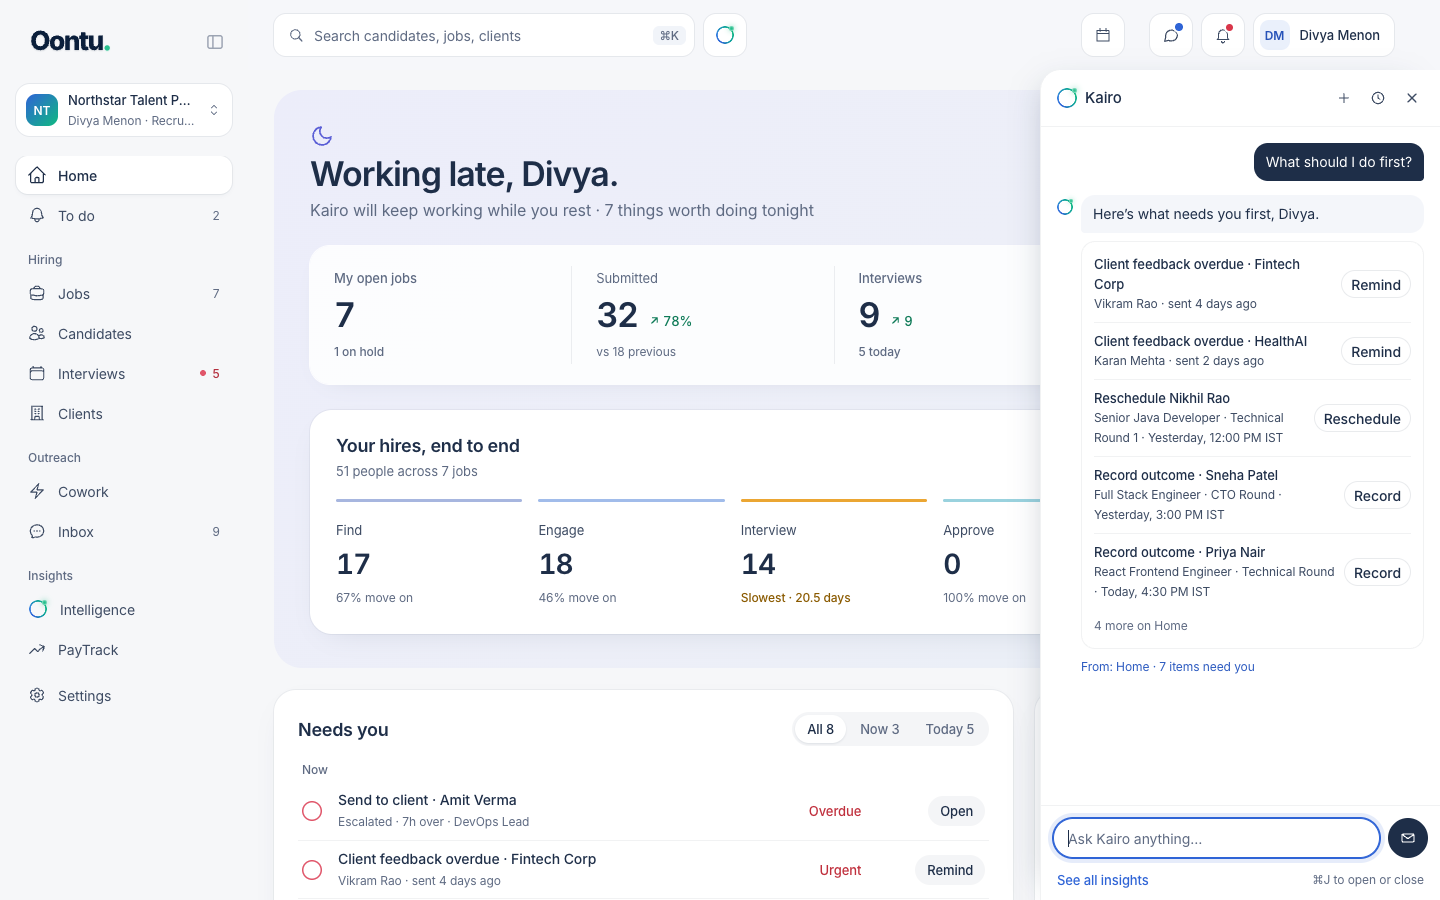 Oontu.
Search candidates, jobs, clients
⌘K
DM
Divya Menon
NT
Northstar Talent P...
Divya Menon · Recru...
Home
To do
2
Hiring
Jobs
7
Candidates
Interviews
5
Clients
Outreach
Cowork
Inbox
9
Insights
Intelligence
PayTrack
Settings
Working late, Divya.
Kairo will keep working while you rest · 7 things worth doing tonight
My open jobs
7
1 on hold
Submitted
32
↗ 78%
vs 18 previous
Interviews
9
↗ 9
5 today
Your hires, end to end
51 people across 7 jobs
Find
17
67% move on
Engage
18
46% move on
Interview
14
Slowest · 20.5 days
Approve
0
100% move on
Needs you
All 8
Now 3
Today 5
Now
Send to client · Amit Verma
Escalated · 7h over · DevOps Lead
Overdue
Open
Client feedback overdue · Fintech Corp
Vikram Rao · sent 4 days ago
Urgent
Remind
Kairo
What should I do first?
Here's what needs you first, Divya.
Client feedback overdue · Fintech
Corp
Vikram Rao · sent 4 days ago
Remind
Client feedback overdue · HealthAI
Karan Mehta · sent 2 days ago
Remind
Reschedule Nikhil Rao
Senior Java Developer · Technical
Round 1 · Yesterday, 12:00 PM IST
Reschedule
Record outcome · Sneha Patel
Full Stack Engineer · CTO Round ·
Yesterday, 3:00 PM IST
Record
Record outcome · Priya Nair
React Frontend Engineer · Technical Round
· Today, 4:30 PM IST
Record
4 more on Home
From: Home · 7 items need you
Ask Kairo anything...
See all insights
⌘J to open or close